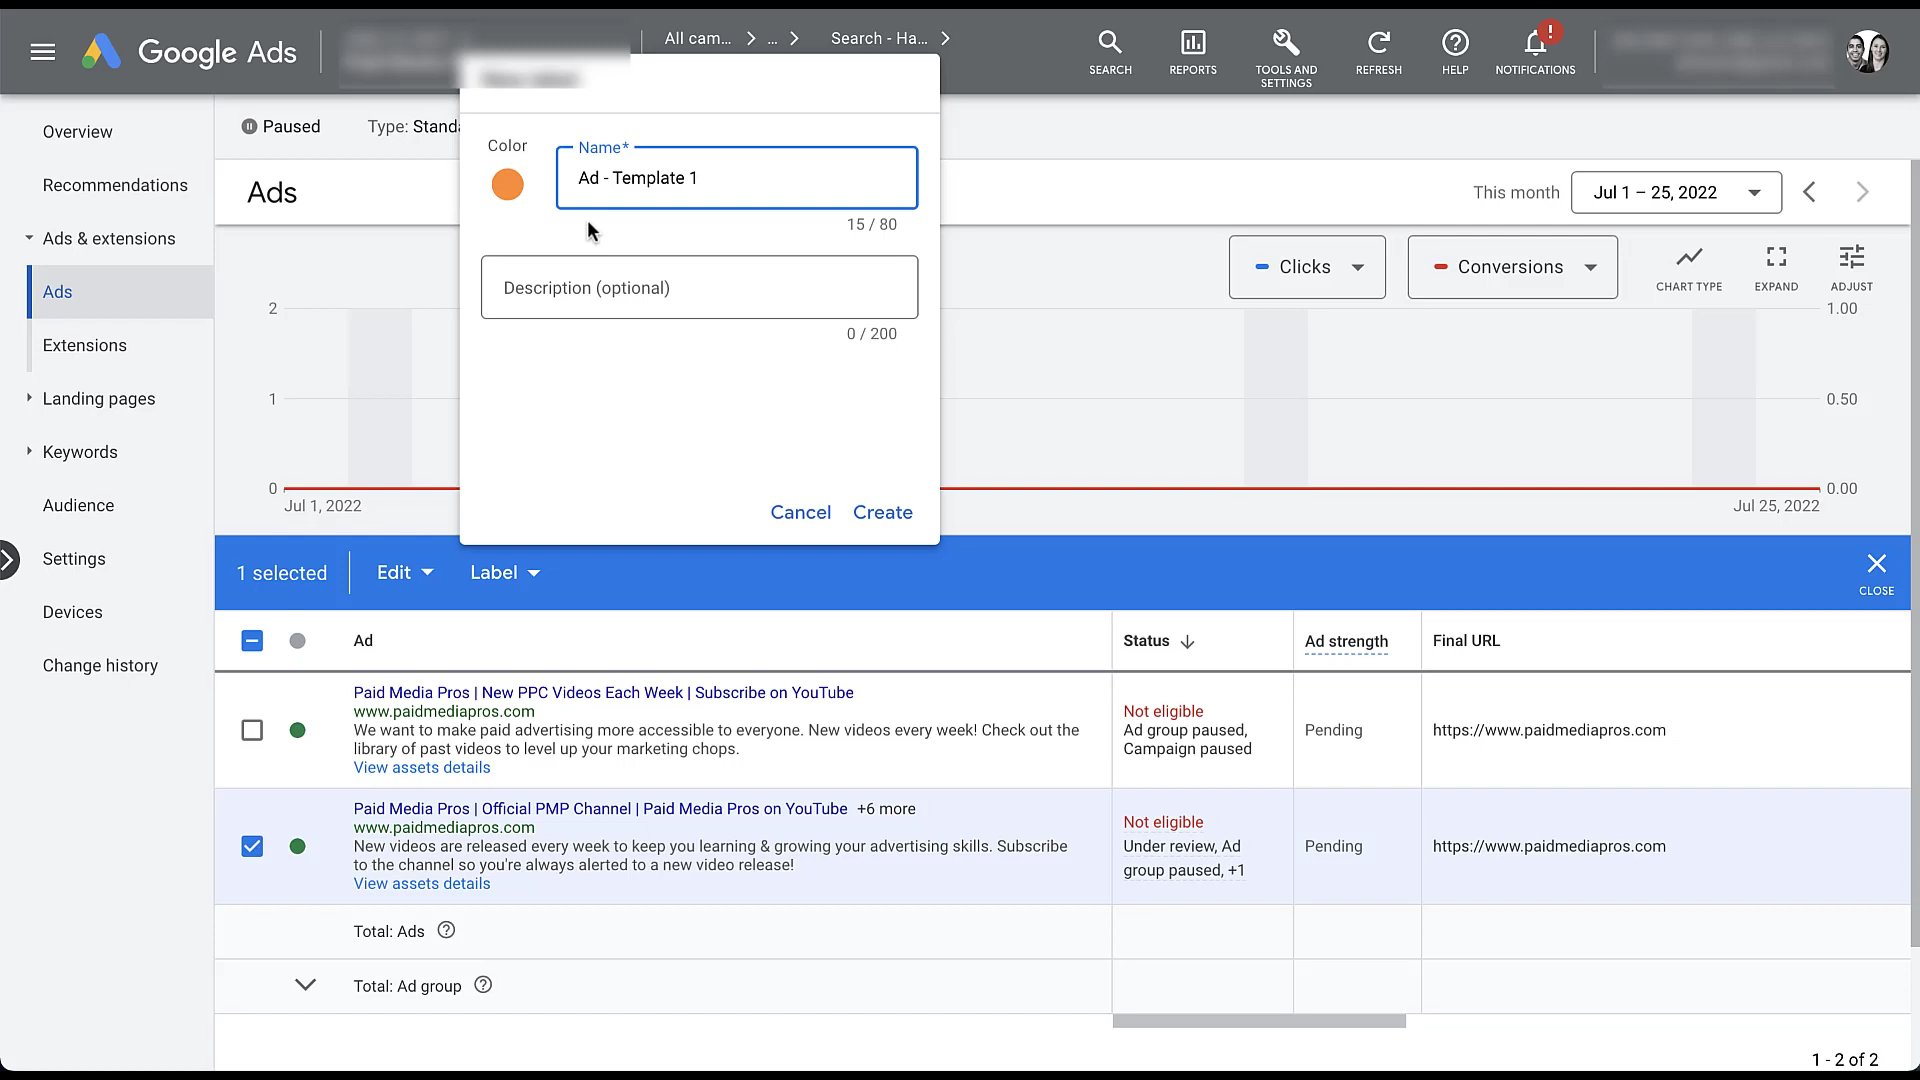 Google Ads
All cam...
...
Search - Ha...
SEARCH
REPORTS
TOOLS AND
SETTINGS
REFRESH
HELP
!
NOTIFICATIONS
Overview
Recommendations
Ads & extensions
Ads
Extensions
Landing pages
Keywords
Audience
Settings
Devices
Change history
Paused
Type: Standa
Ads
This month
Jul 1 – 25, 2022
Color
Name*
Ad - Template 1
15 / 80
Description (optional)
0 / 200
Cancel
Create
Clicks
Conversions
CHART TYPE
EXPAND
ADJUST
2
1
0
1.00
0.50
0.00
Jul 1, 2022
Jul 25, 2022
1 selected
Edit
Label
CLOSE
Ad
Status
Ad strength
Final URL
Paid Media Pros | New PPC Videos Each Week | Subscribe on YouTube
www.paidmediapros.com
We want to make paid advertising more accessible to everyone. New videos every week! Check out the
library of past videos to level up your marketing chops.
View assets details
Not eligible
Ad group paused,
Campaign paused
Pending
https://www.paidmediapros.com
Paid Media Pros | Official PMP Channel | Paid Media Pros on YouTube +6 more
www.paidmediapros.com
New videos are released every week to keep you learning & growing your advertising skills. Subscribe
to the channel so you're always alerted to a new video release!
View assets details
Not eligible
Under review, Ad
group paused, +1
Pending
https://www.paidmediapros.com
Total: Ads
Total: Ad group
1 - 2 of 2